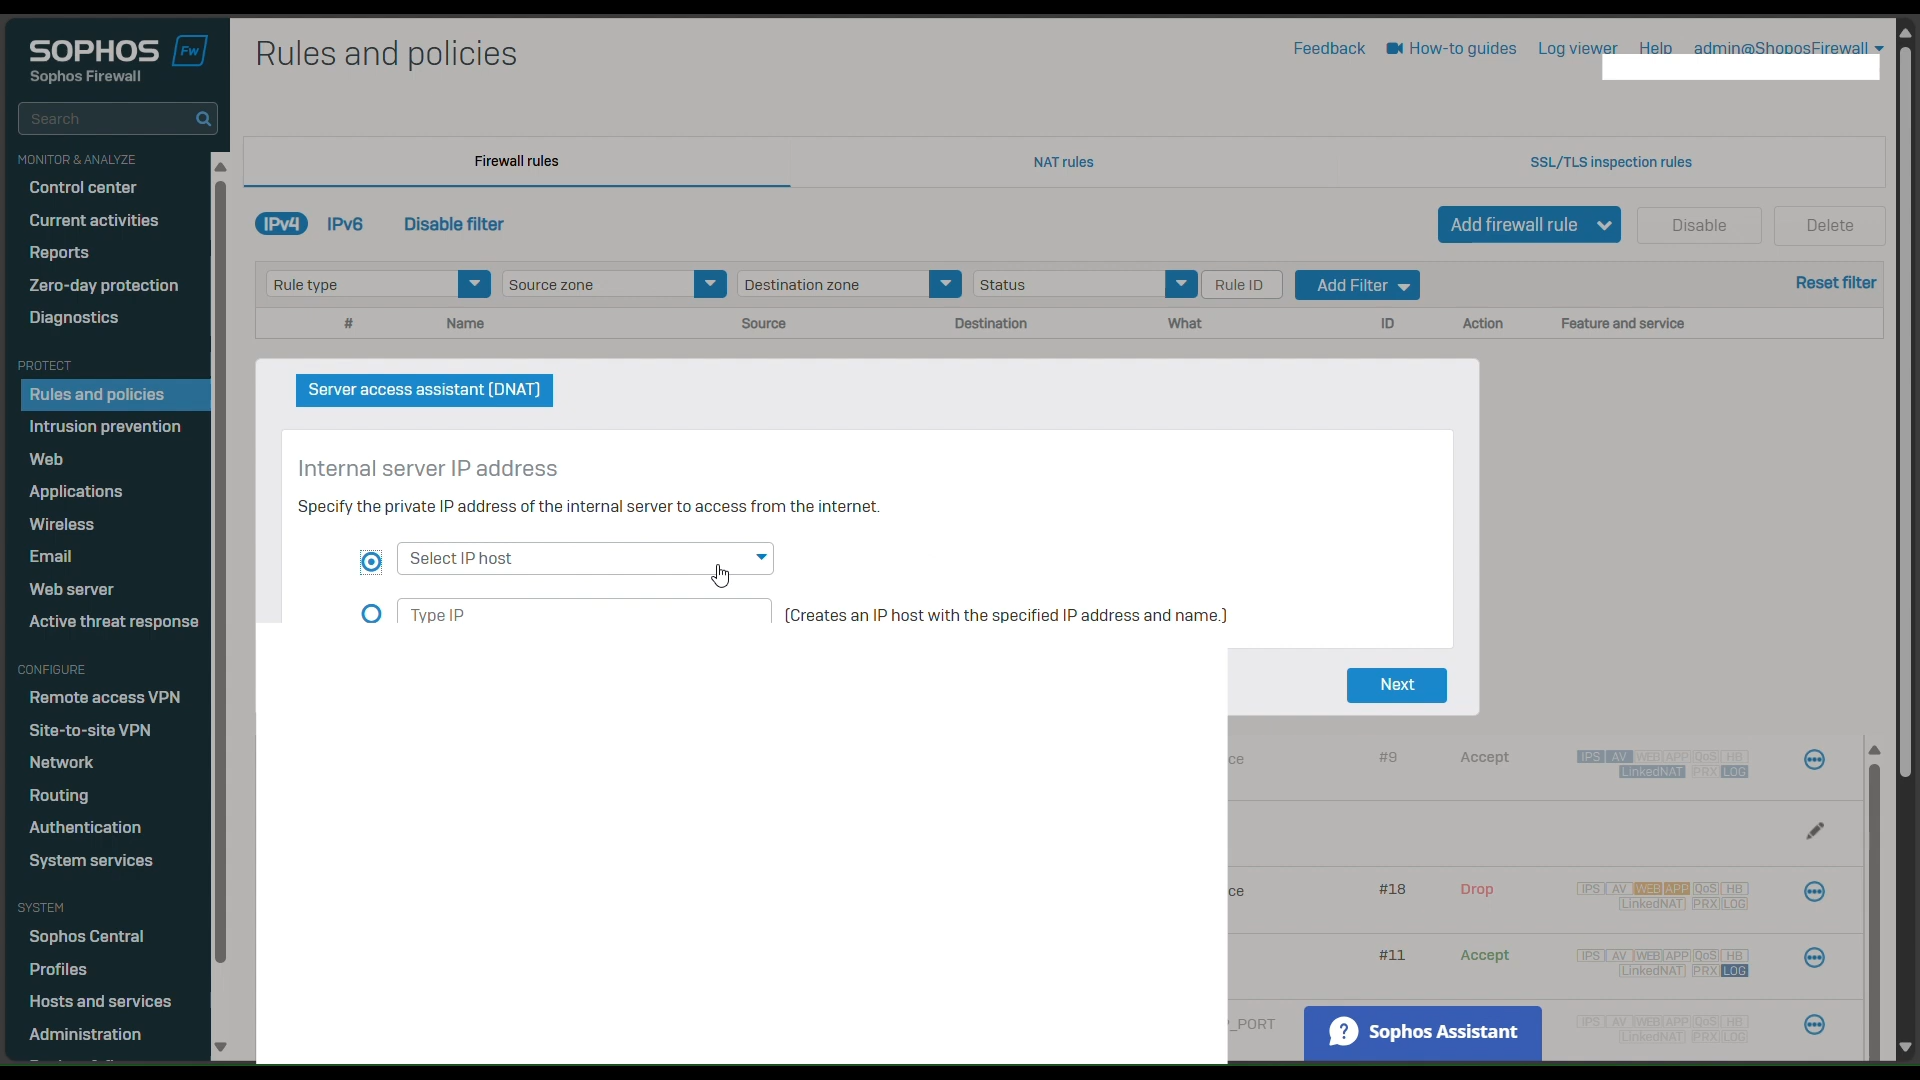 SOPHOS Fw
Sophos Firewall
Search
MONITOR & ANALYZE
Control center
Current activities
Reports
Zero-day protection
Diagnostics
PROTECT
Rules and policies
Intrusion prevention
Web
Applications
Wireless
Email
Web server
Active threat response
CONFIGURE
Remote access VPN
Site-to-site VPN
Network
Routing
Authentication
System services
SYSTEM
Sophos Central
Profiles
Hosts and services
Administration
Rules and policies
Feedback How-to guides Log viewer Help admin@ShoposFirewall
Firewall rules NAT rules SSL/TLS inspection rules
IPv4 IPv6 Disable filter Add firewall rule Disable Delete
Rule type Source zone Destination zone Status Rule ID Add Filter Reset filter
# Name Source Destination What ID Action Feature and service
Server access assistant (DNAT)
Internal server IP address
Specify the private IP address of the internal server to access from the internet.
Select IP host
Type IP (Creates an IP host with the specified IP address and name.)
Next
ce #9 Accept IPS AV WEB APP QoS HB
LinkedNAT PRX LOG
ce #18 Drop IPS AV WEB APP QoS HB
LinkedNAT PRX LOG
#11 Accept IPS AV WEB APP QoS HB
LinkedNAT PRX LOG
_PORT IPS AV WEB APP QoS HB
LinkedNAT PRX LOG
? Sophos Assistant